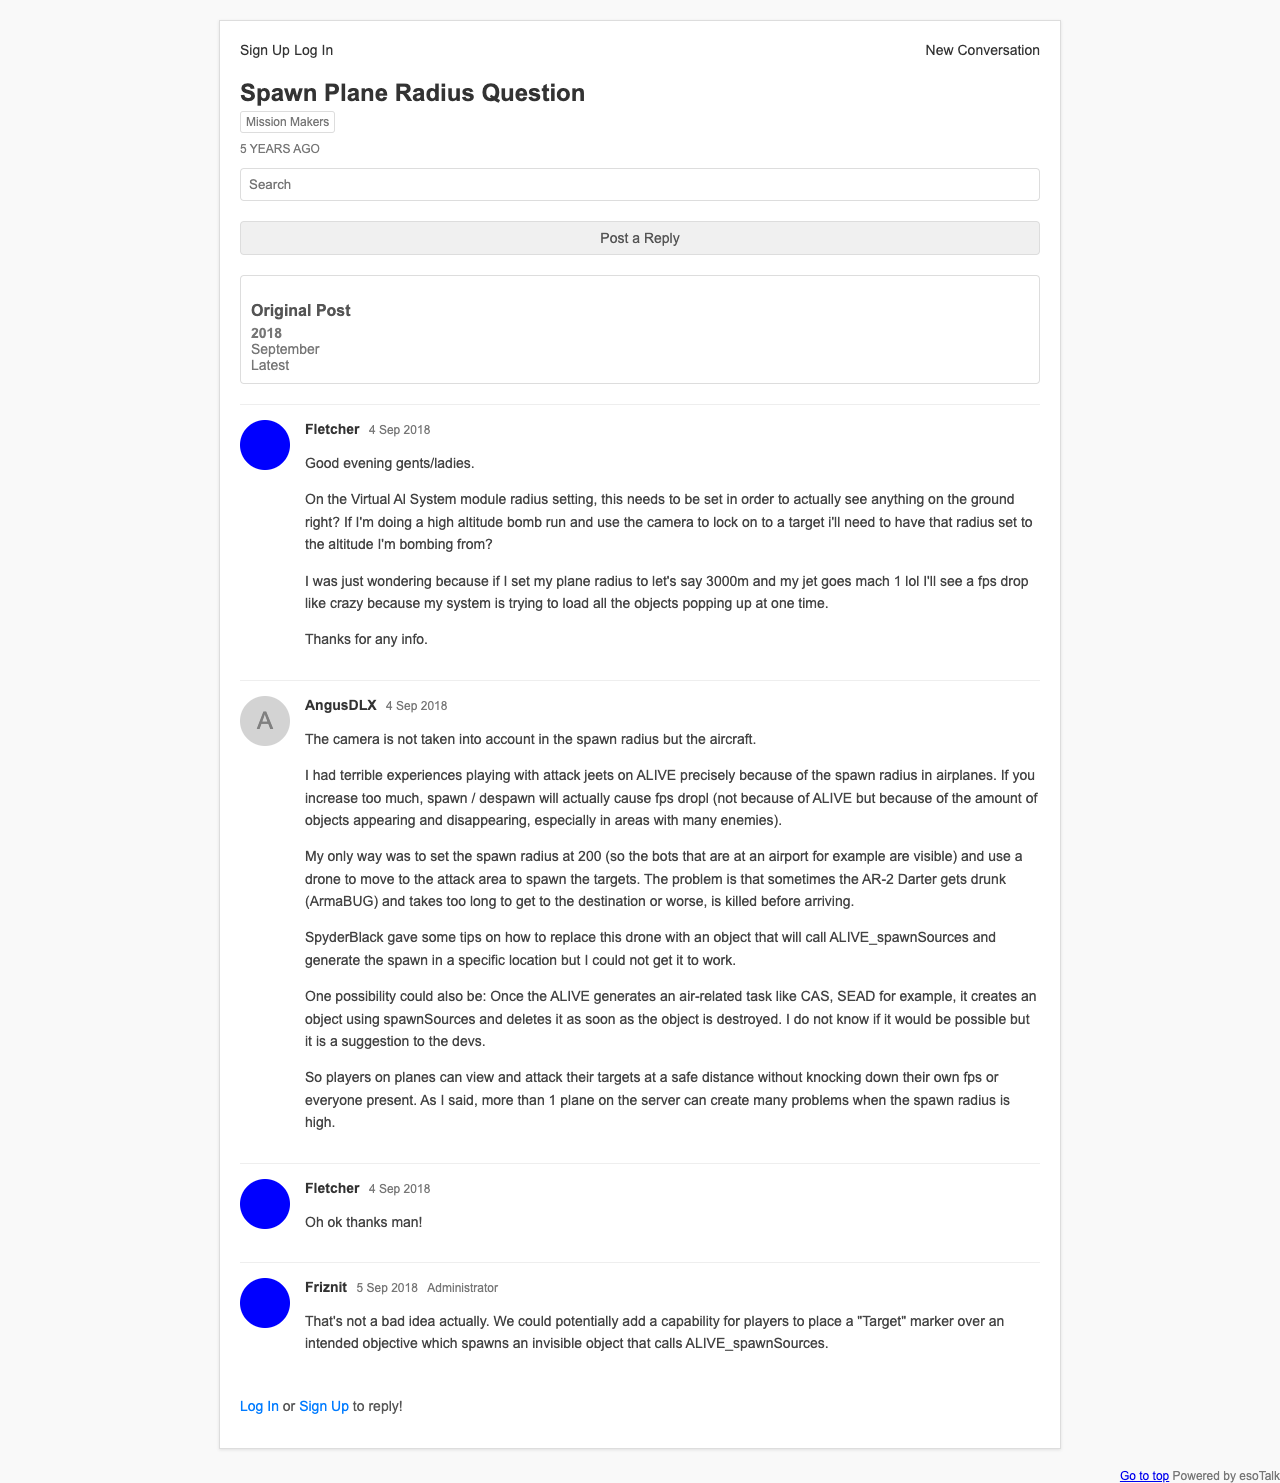 Sign Up Log In
New Conversation
Spawn Plane Radius Question
Mission Makers
5 YEARS AGO
Search
Post a Reply
Original Post
2018
September
Latest
Fletcher 4 Sep 2018
Good evening gents/ladies.
On the Virtual AI System module radius setting, this needs to be set in order to actually see anything on the ground
right? If I'm doing a high altitude bomb run and use the camera to lock on to a target i'll need to have that radius set to
the altitude I'm bombing from?
I was just wondering because if I set my plane radius to let's say 3000m and my jet goes mach 1 lol I'll see a fps drop
like crazy because my system is trying to load all the objects popping up at one time.
Thanks for any info.
A
AngusDLX 4 Sep 2018
The camera is not taken into account in the spawn radius but the aircraft.
I had terrible experiences playing with attack jeets on ALIVE precisely because of the spawn radius in airplanes. If you
increase too much, spawn / despawn will actually cause fps dropl (not because of ALIVE but because of the amount of
objects appearing and disappearing, especially in areas with many enemies).
My only way was to set the spawn radius at 200 (so the bots that are at an airport for example are visible) and use a
drone to move to the attack area to spawn the targets. The problem is that sometimes the AR-2 Darter gets drunk
(ArmaBUG) and takes too long to get to the destination or worse, is killed before arriving.
SpyderBlack gave some tips on how to replace this drone with an object that will call ALIVE_spawnSources and
generate the spawn in a specific location but I could not get it to work.
One possibility could also be: Once the ALIVE generates an air-related task like CAS, SEAD for example, it creates an
object using spawnSources and deletes it as soon as the object is destroyed. I do not know if it would be possible but
it is a suggestion to the devs.
So players on planes can view and attack their targets at a safe distance without knocking down their own fps or
everyone present. As I said, more than 1 plane on the server can create many problems when the spawn radius is
high.
Fletcher 4 Sep 2018
Oh ok thanks man!
Friznit 5 Sep 2018 Administrator
That's not a bad idea actually. We could potentially add a capability for players to place a "Target" marker over an
intended objective which spawns an invisible object that calls ALIVE_spawnSources.
Log In or Sign Up to reply!
Go to top Powered by esoTalk